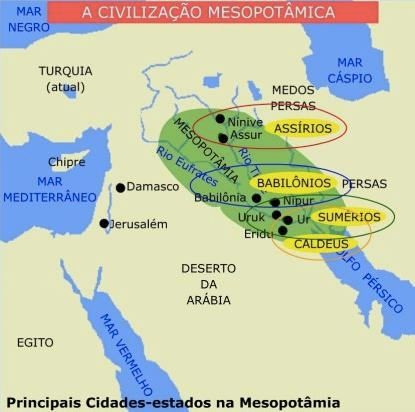 A CIVILIZAÇÃO MESOPOTÂMICA
MAR
NEGRO
TURQUIA
(atual)
MAR
CÁSPIO
MEDOS
PERSAS
Nínive
Assur
ASSÍRIOS
MESOPOTÂMIA
Rio Eufrates
Rio Ti
Chipre
MAR
MEDITERRÂNEO
Damasco
Jerusalém
BABILÔNIOS
PERSAS
Babilônia
Nipur
Uruk
Ur
SUMÉRIOS
Eridu
CALDEUS
OLFO PÉRSICO
DESERTO
DA
ARÁBIA
EGITO
MAR VERMELHO
Principais Cidades-estados na Mesopotâmia